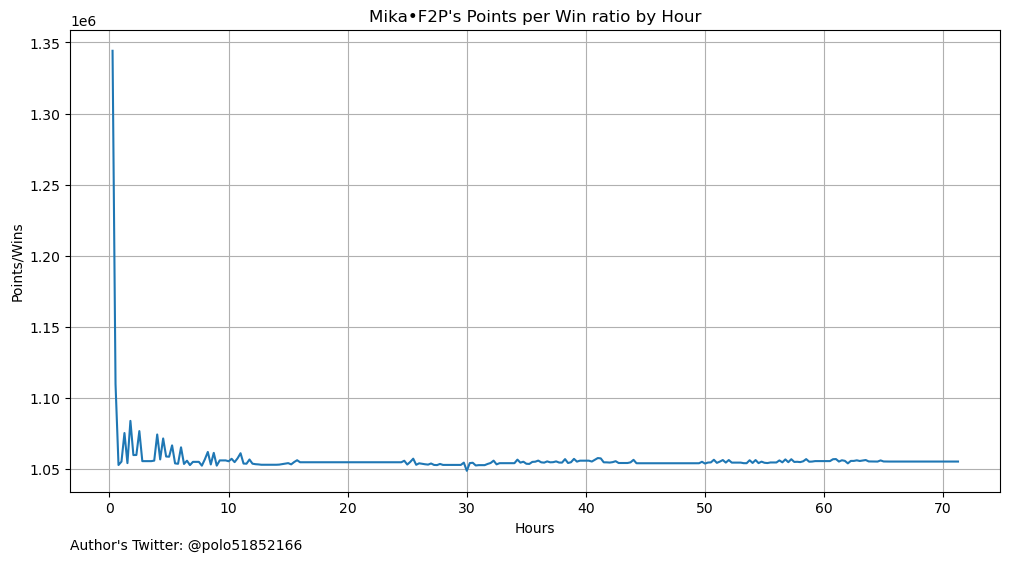 Mika•F2P's Points per Win ratio by Hour
1e6
1.35
1.30
1.25
1.20
1.15
1.10
1.05
Points/Wins
0 10 20 30 40 50 60 70
Hours
Author's Twitter: @polo51852166